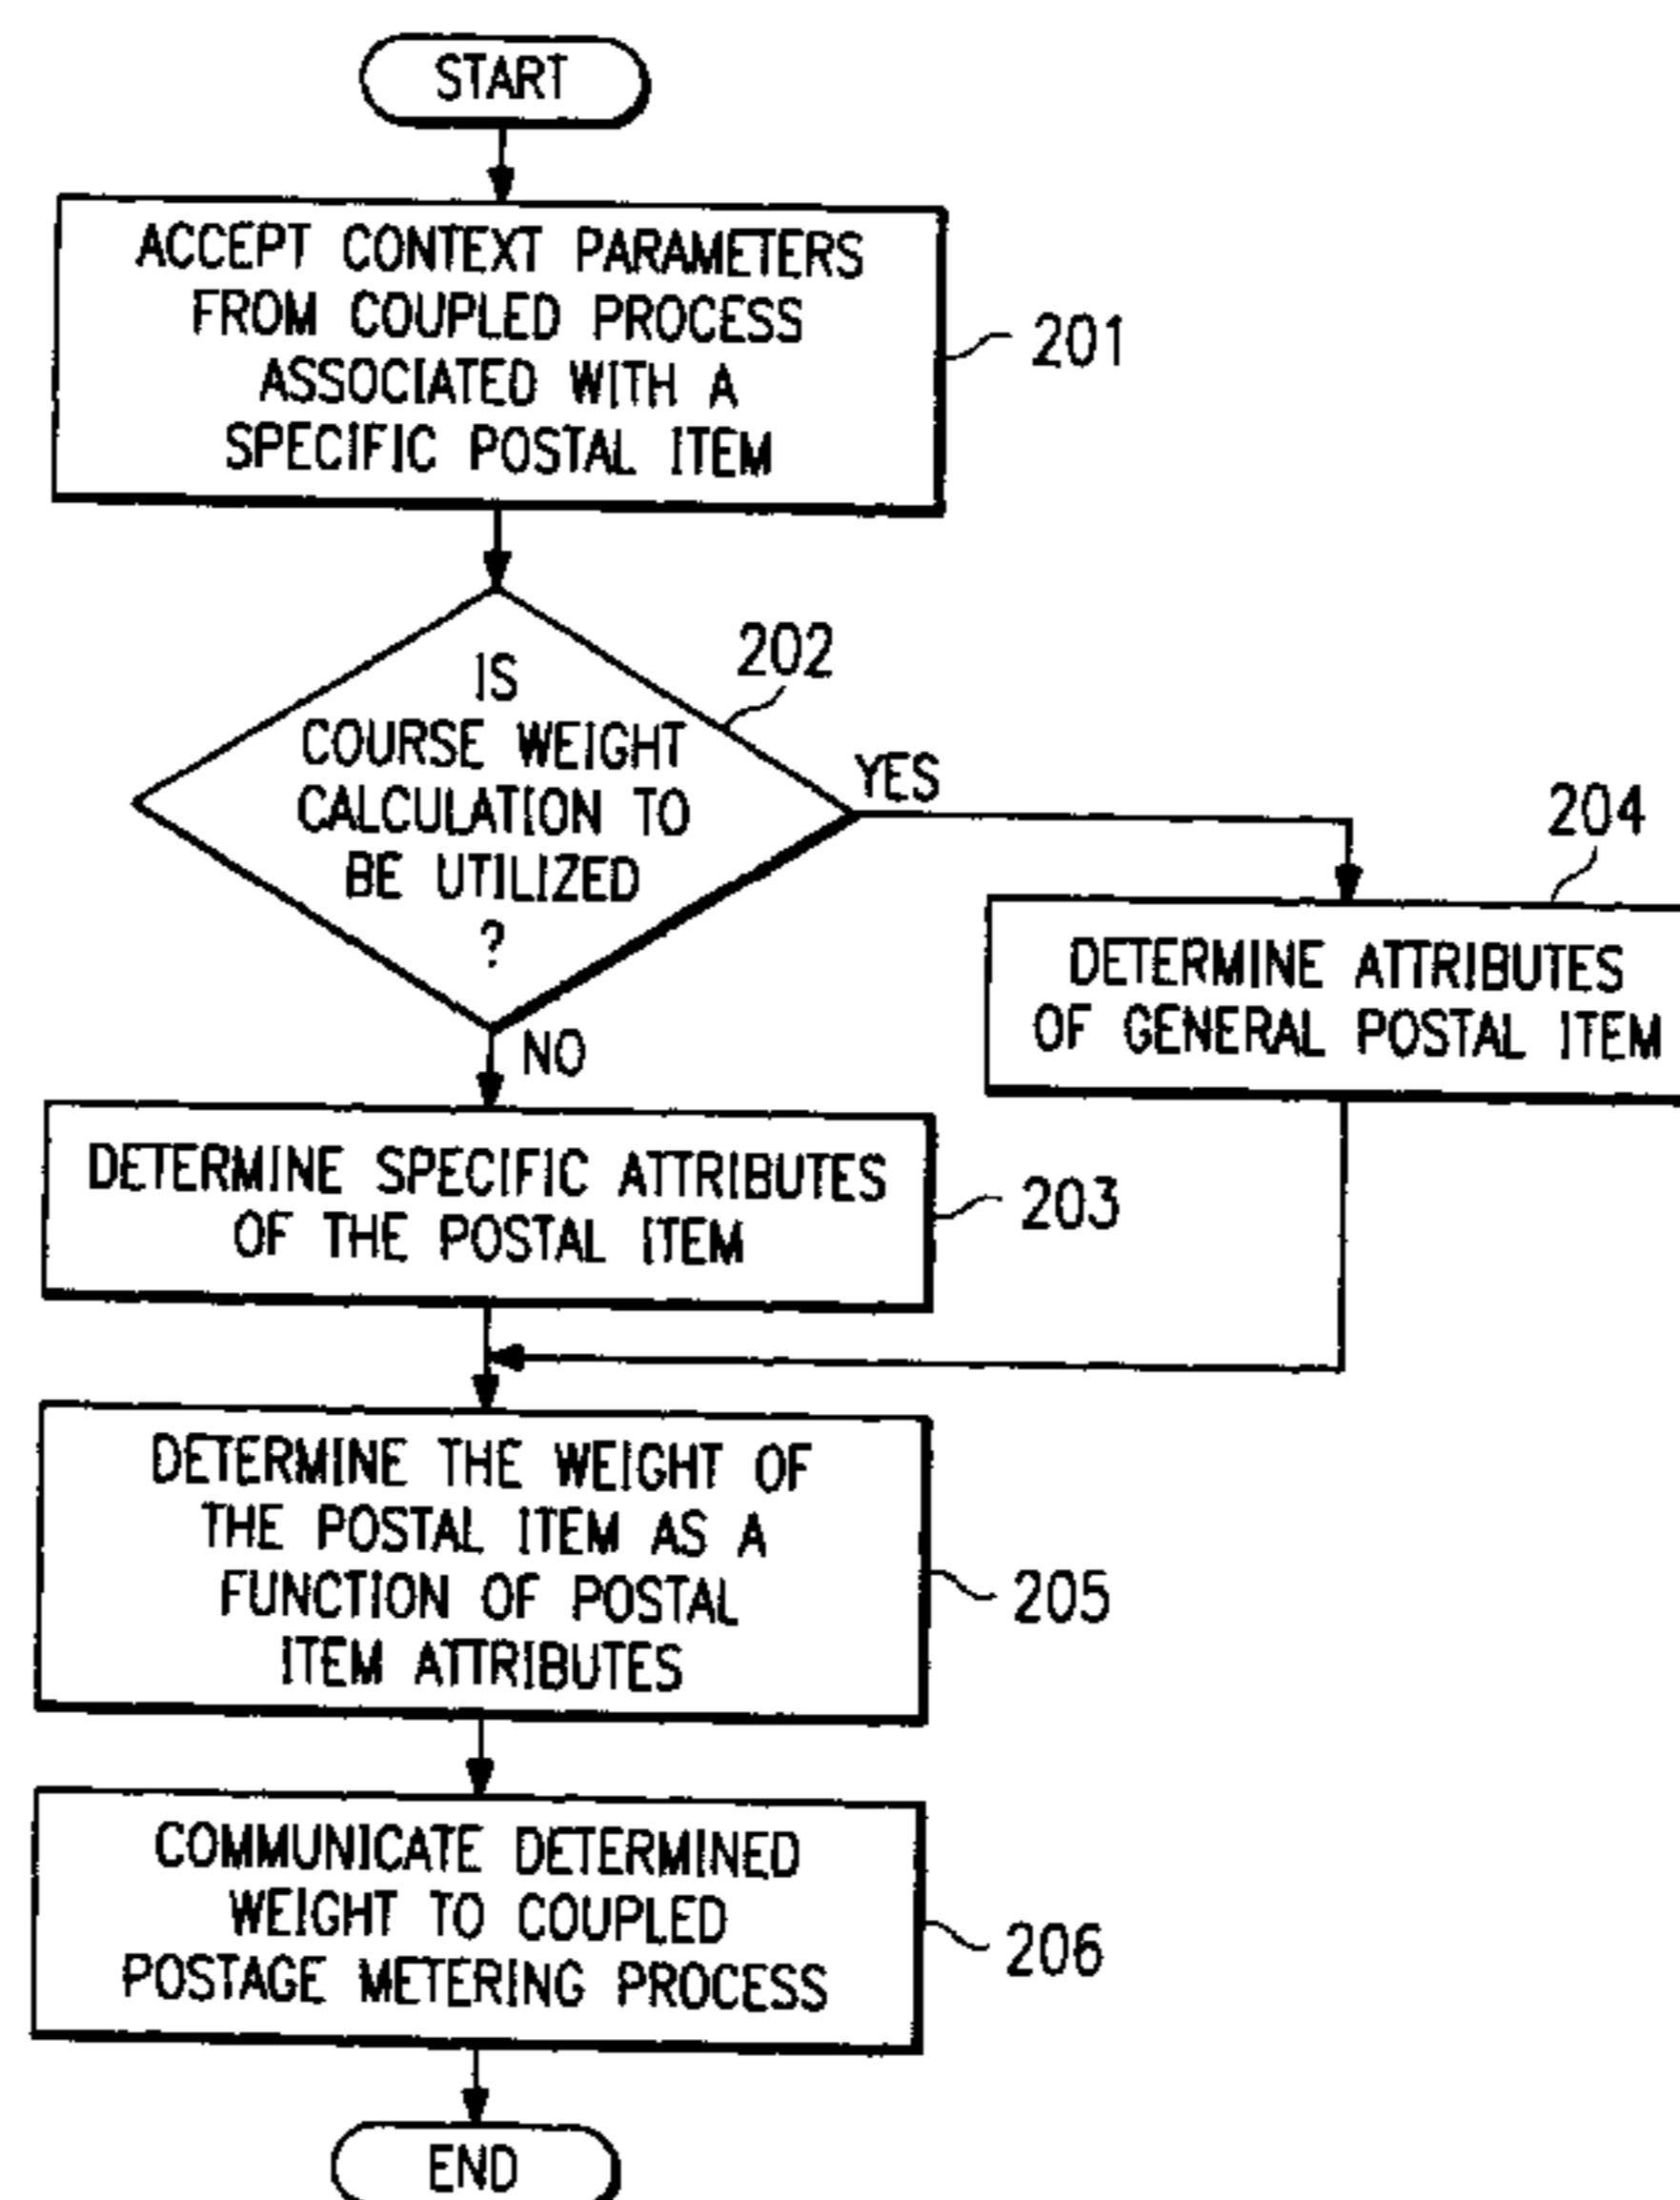 START
ACCEPT CONTEXT PARAMETERS
FROM COUPLED PROCESS
ASSOCIATED WITH A
SPECIFIC POSTAL ITEM
201
IS
COURSE WEIGHT
CALCULATION TO
BE UTILIZED
?
202
YES
NO
204
DETERMINE ATTRIBUTES
OF GENERAL POSTAL ITEM
DETERMINE SPECIFIC ATTRIBUTES
OF THE POSTAL ITEM
203
DETERMINE THE WEIGHT OF
THE POSTAL ITEM AS A
FUNCTION OF POSTAL
ITEM ATTRIBUTES
205
COMMUNICATE DETERMINED
WEIGHT TO COUPLED
POSTAGE METERING PROCESS
206
END